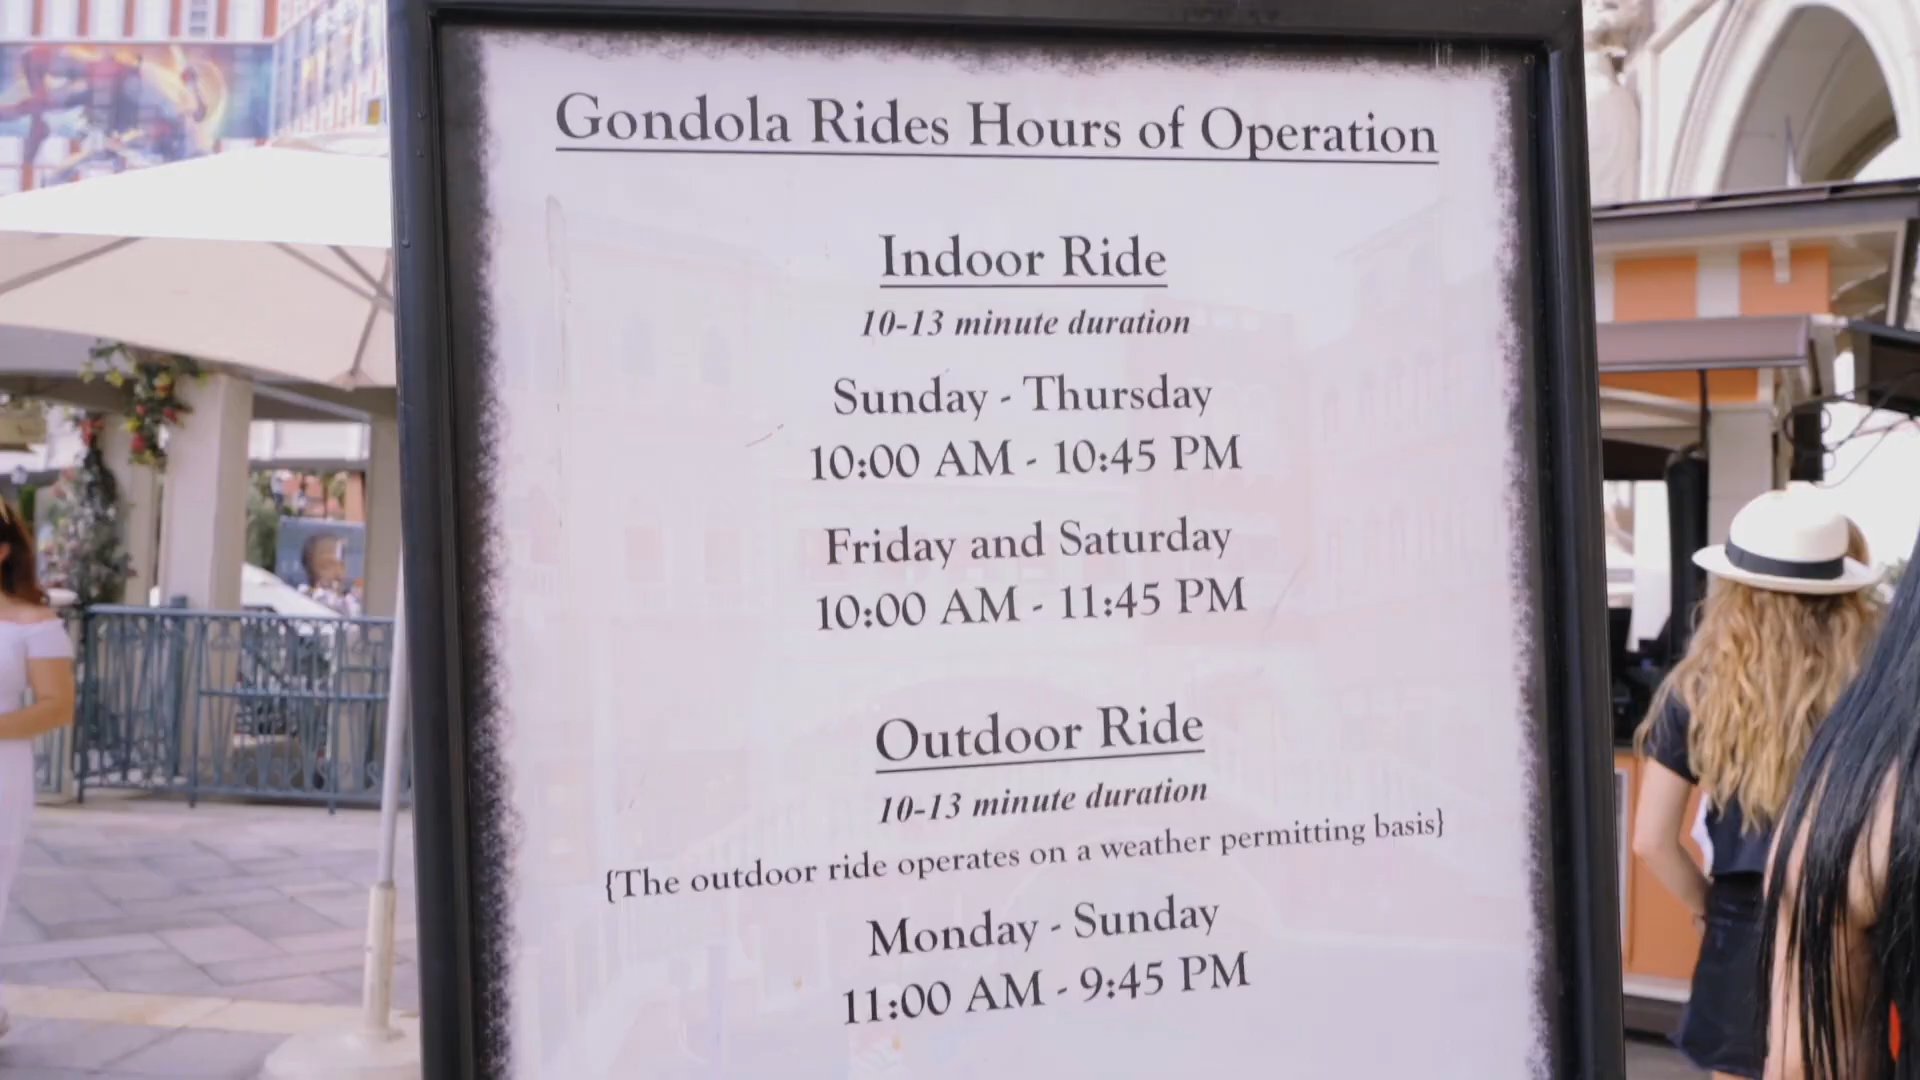 Gondola Rides Hours of Operation
Indoor Ride
10-13 minute duration
Sunday - Thursday
10:00 AM - 10:45 PM
Friday and Saturday
10:00 AM - 11:45 PM
Outdoor Ride
10-13 minute duration
{The outdoor ride operates on a weather permitting basis}
Monday - Sunday
11:00 AM - 9:45 PM